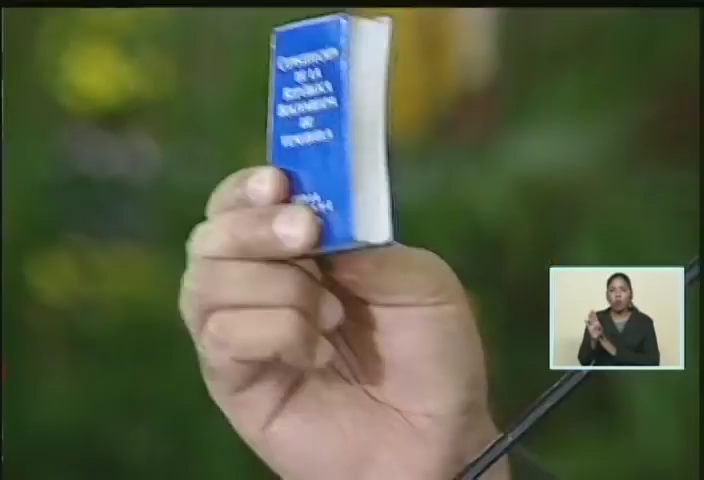 CONSTITUCIÓN
DE LA
REPÚBLICA
BOLIVARIANA
DE
VENEZUELA